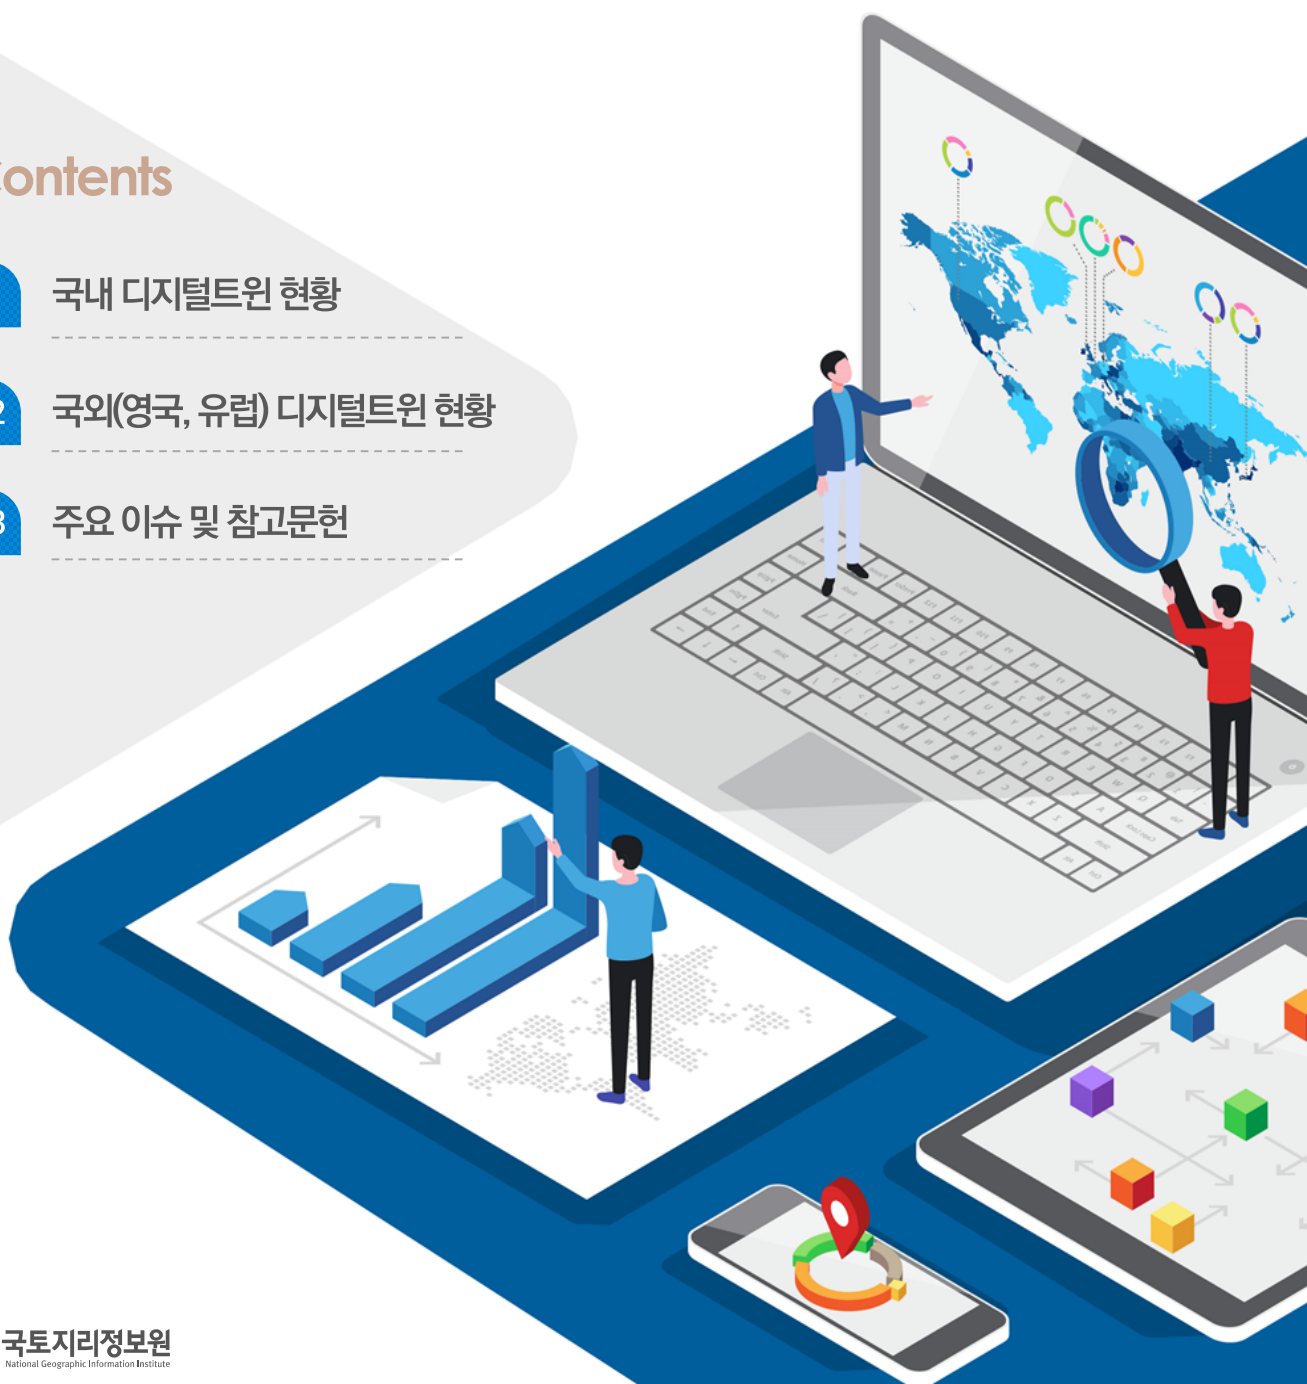 Contents
국내 디지털트윈 현황
2
국외(영국, 유럽) 디지털트윈 현황
3
주요 이슈 및 참고문헌
국토지리정보원
National Geographic Information Institute